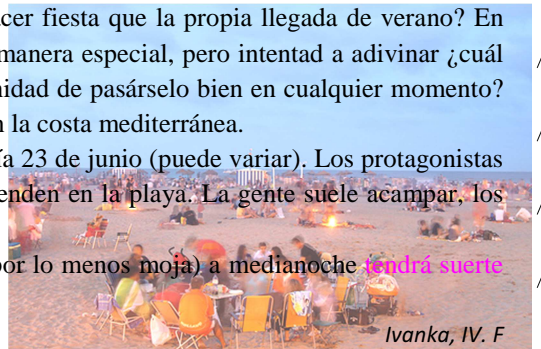 acer fiesta que la propia llegada de verano? En
manera especial, pero intentad a adivinar ¿cuál
nidad de pasárselo bien en cualquier momento?
n la costa mediterránea.
ía 23 de junio (puede variar). Los protagonistas
enden en la playa. La gente suele acampar, los
por lo menos moja) a medianoche tendrá suerte
Ivanka, IV. F